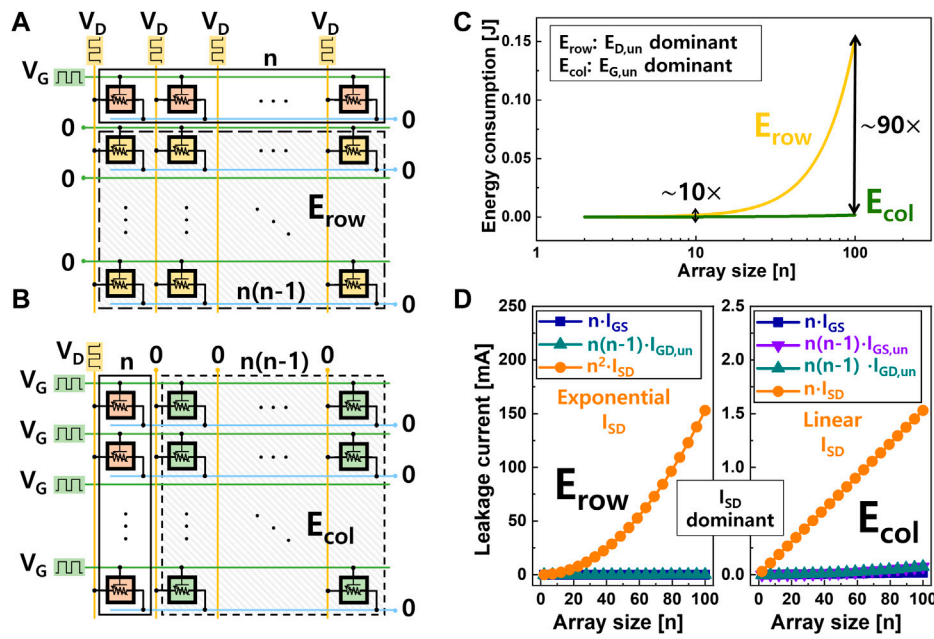 A
V_D V_D V_D V_D
V_G
n
0
0
0
0
E_row
0
0
n(n-1)
0
B
V_D
n
0
0
n(n-1)
0
V_G
0
V_G
0
V_G
E_col
V_G
0
C
Energy consumption [J]
0.15
0.10
0.05
0.00
E_row: E_D,un dominant
E_col: E_G,un dominant
E_row
~90×
~10×
E_col
1 10 100
Array size [n]
D
Leakage current [mA]
250
200
150
100
50
0
n·I_GS
n(n-1)·I_GD,un
n²·I_SD
Exponential
I_SD
E_row
0 20 40 60 80 100
Array size [n]
I_SD
dominant
2.5
2.0
1.5
1.0
0.5
0.0
n·I_GS
n(n-1)·I_GS,un
n(n-1) ·I_GD,un
n·I_SD
Linear
I_SD
E_col
0 20 40 60 80 100
Array size [n]